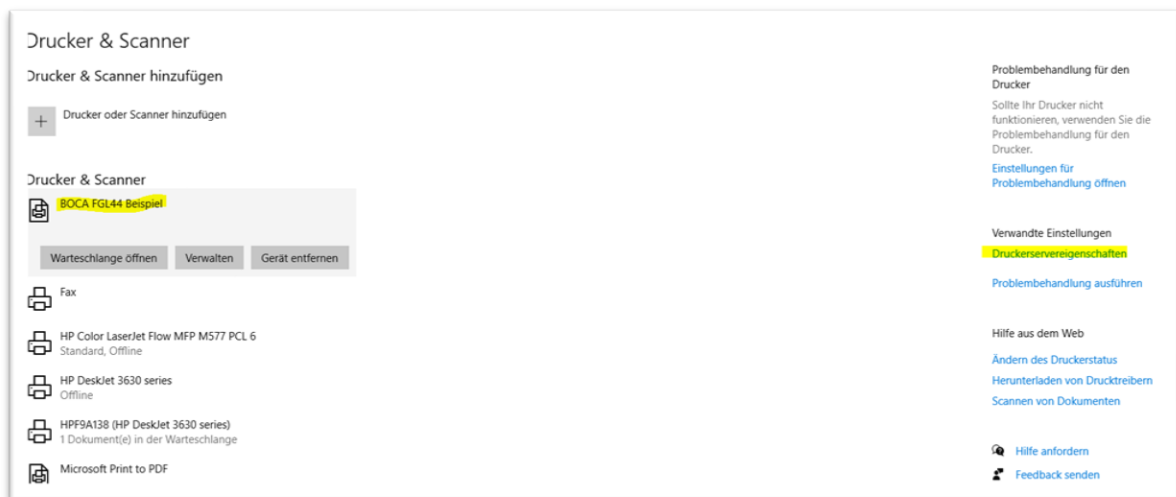 Drucker & Scanner
Drucker & Scanner hinzufügen
Drucker oder Scanner hinzufügen
Drucker & Scanner
BOCA FGL44 Beispiel
Warteschlange öffnen Verwalten Gerät entfernen
Fax
HP Color LaserJet Flow MFP M577 PCL 6
Standard, Offline
HP DeskJet 3630 series
Offline
HPF9A138 (HP DeskJet 3630 series)
1 Dokument(e) in der Warteschlange
Microsoft Print to PDF
Problembehandlung für den
Drucker
Sollte Ihr Drucker nicht
funktionieren, verwenden Sie die
Problembehandlung für den
Drucker.
Einstellungen für
Problembehandlung öffnen
Verwandte Einstellungen
Druckerservereigenschaften
Problembehandlung ausführen
Hilfe aus dem Web
Ändern des Druckerstatus
Herunterladen von Drucktreibern
Scannen von Dokumenten
Hilfe anfordern
Feedback senden